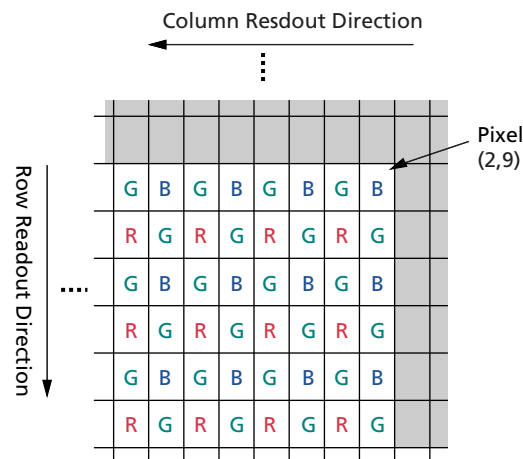 Column Resdout Direction
Pixel
(2,9)
Row Readout Direction
G B G B G B G B
R G R G R G R G
G B G B G B G B
R G R G R G R G
G B G B G B G B
R G R G R G R G